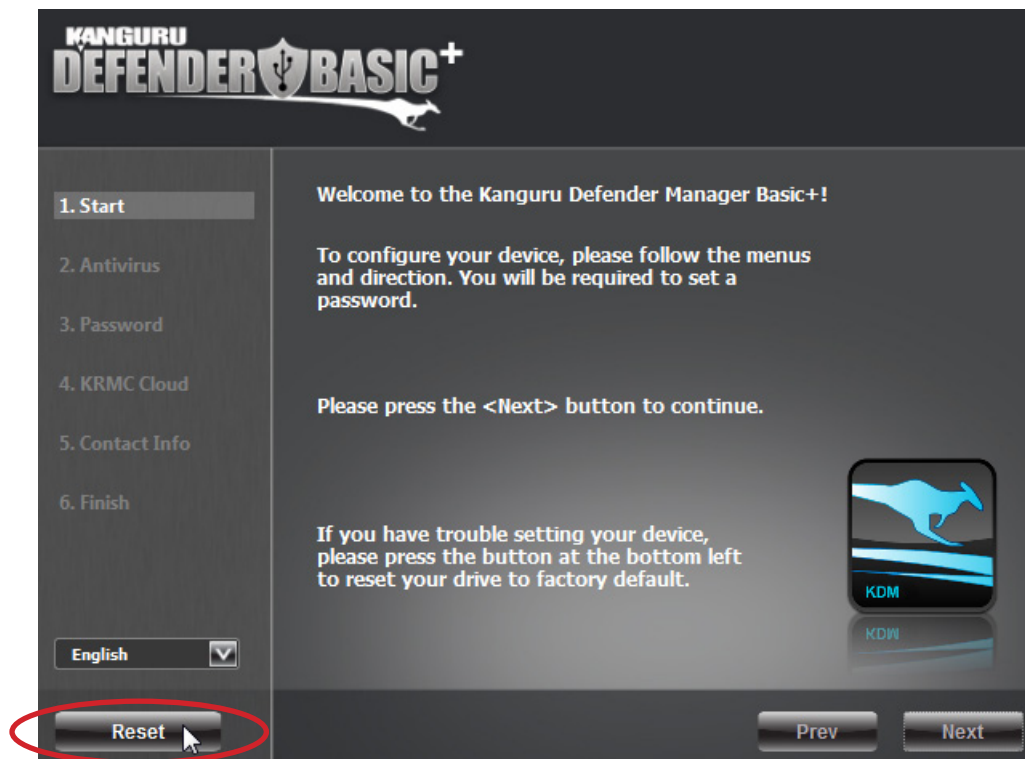 KANGURU
DEFENDER BASIC+
1. Start
2. Antivirus
3. Password
4. KRMC Cloud
5. Contact Info
6. Finish
English
Reset
Welcome to the Kanguru Defender Manager Basic+!
To configure your device, please follow the menus
and direction. You will be required to set a
password.
Please press the <Next> button to continue.
If you have trouble setting your device,
please press the button at the bottom left
to reset your drive to factory default.
KDM
Prev
Next